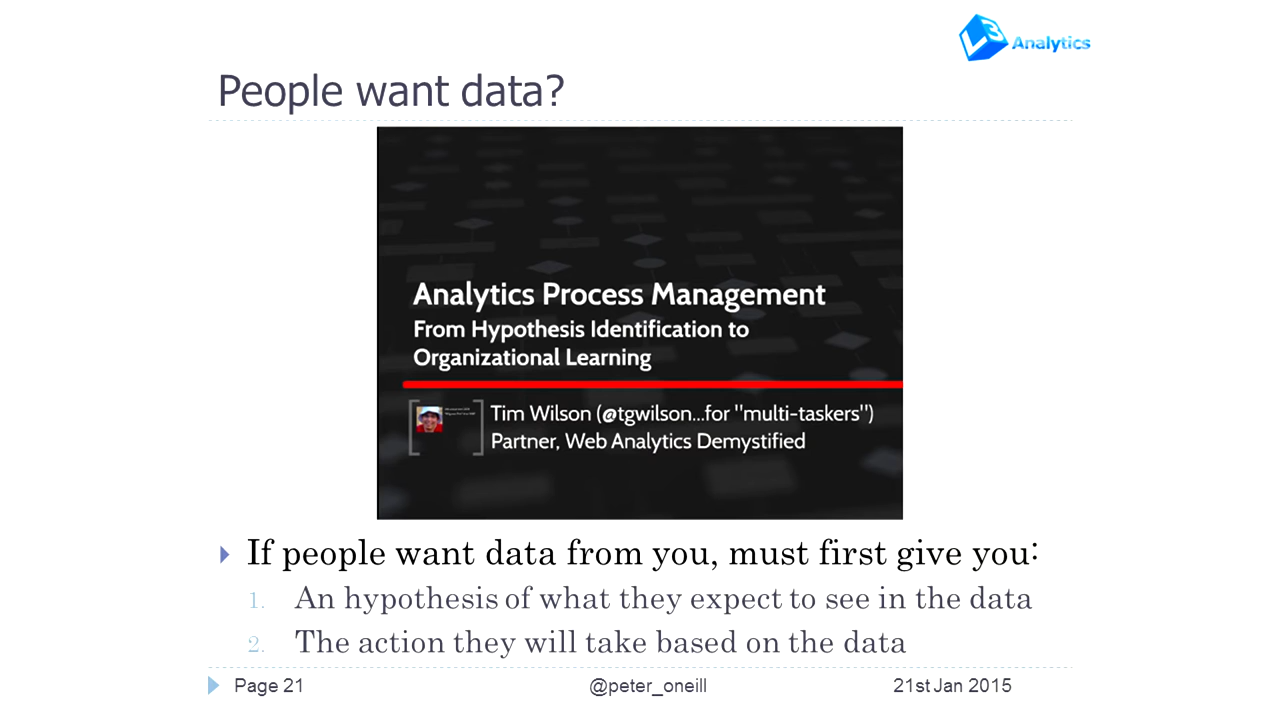 L3 Analytics
People want data?
Analytics Process Management
From Hypothesis Identification to
Organizational Learning
Tim Wilson (@tgwilson...for "multi-taskers")
Partner, Web Analytics Demystified
If people want data from you, must first give you:
1. An hypothesis of what they expect to see in the data
2. The action they will take based on the data
Page 21 @peter_oneill 21st Jan 2015